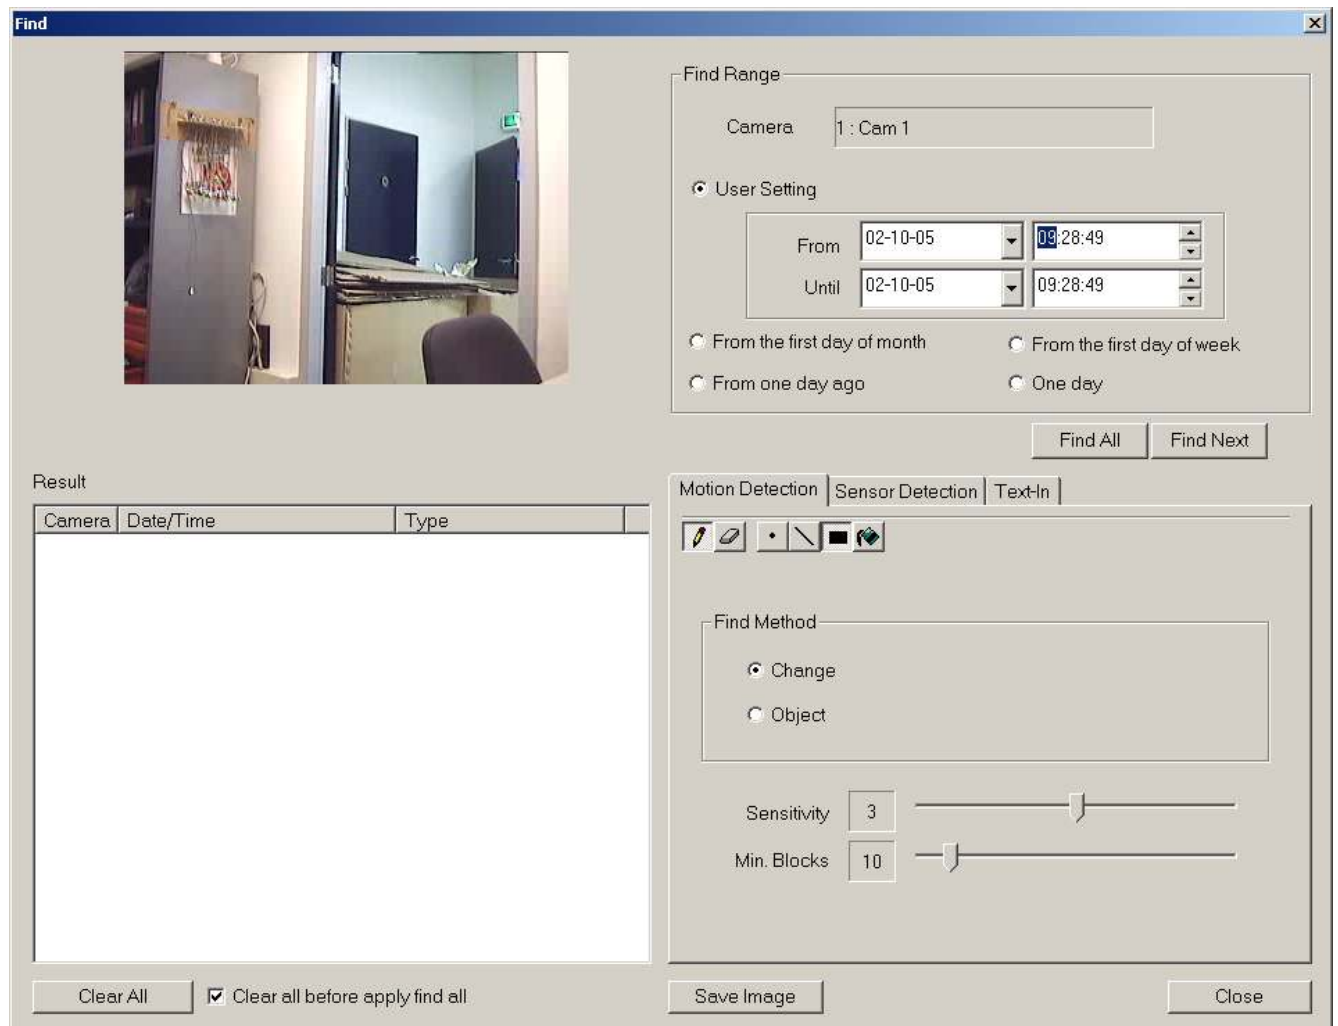 Find
Find Range
Camera 1 : Cam 1
User Setting
From 02-10-05 09:28:49
Until 02-10-05 09:28:49
From the first day of month From the first day of week
From one day ago One day
Find All Find Next
Result
Camera Date/Time Type
Motion Detection Sensor Detection Text-In
Find Method
Change
Object
Sensitivity 3
Min. Blocks 10
Clear All Clear all before apply find all Save Image Close